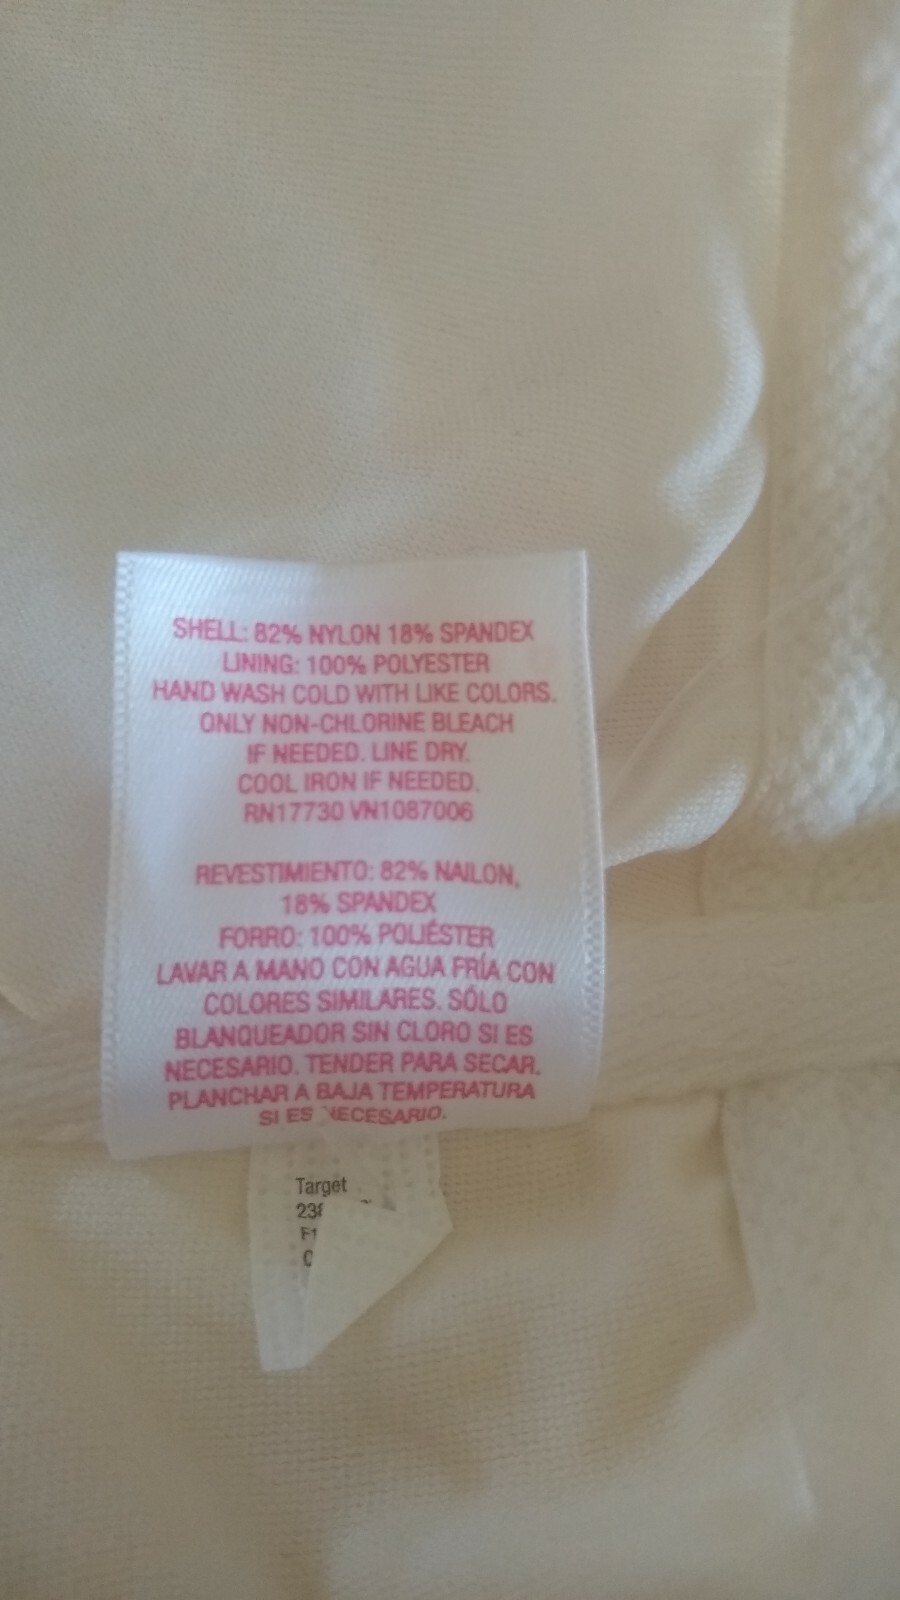 SHELL: 82% NYLON 18% SPANDEX
LINING: 100% POLYESTER
HAND WASH COLD WITH LIKE COLORS.
ONLY NON-CHLORINE BLEACH
IF NEEDED. LINE DRY.
COOL IRON IF NEEDED.
RN17730 VN1087006
REVESTIMIENTO: 82% NAILON,
18% SPANDEX
FORRO: 100% POLIÉSTER
LAVAR A MANO CON AGUA FRÍA CON
COLORES SIMILARES. SÓLO
BLANQUEADOR SIN CLORO SI ES
NECESARIO. TENDER PARA SECAR.
PLANCHAR A BAJA TEMPERATURA
SI ES NECESARIO.
Target